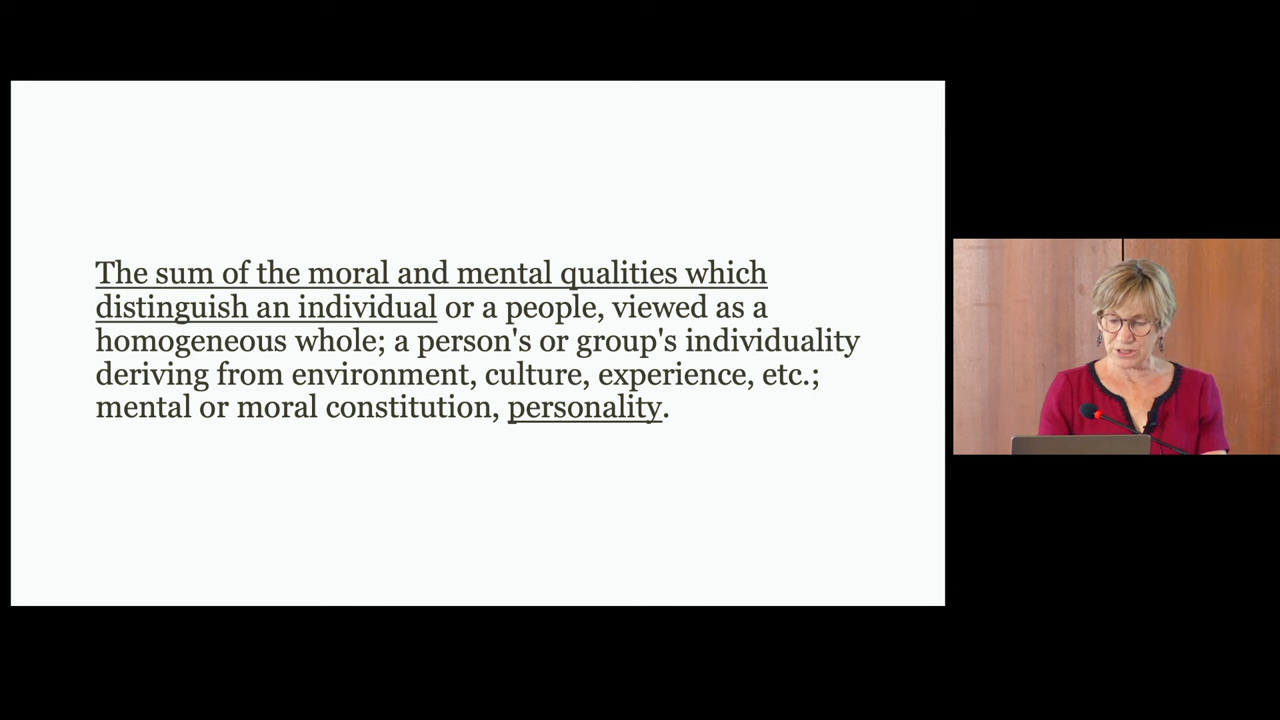 The sum of the moral and mental qualities which
distinguish an individual or a people, viewed as a
homogeneous whole; a person's or group's individuality
deriving from environment, culture, experience, etc.;
mental or moral constitution, personality.